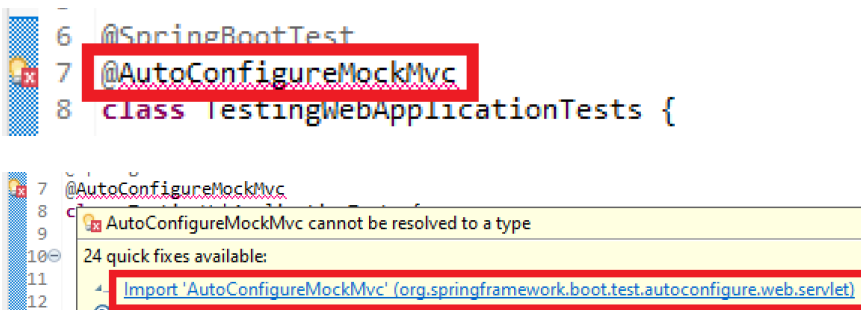 6 @SpringBootTest
7 @AutoConfigureMockMvc
8 class TestingWebApplicationTests {
7 @AutoConfigureMockMvc
8
AutoConfigureMockMvc cannot be resolved to a type
9
10 24 quick fixes available:
11 Import 'AutoConfigureMockMvc' (org.springframework.boot.test.autoconfigure.web.servlet)
12